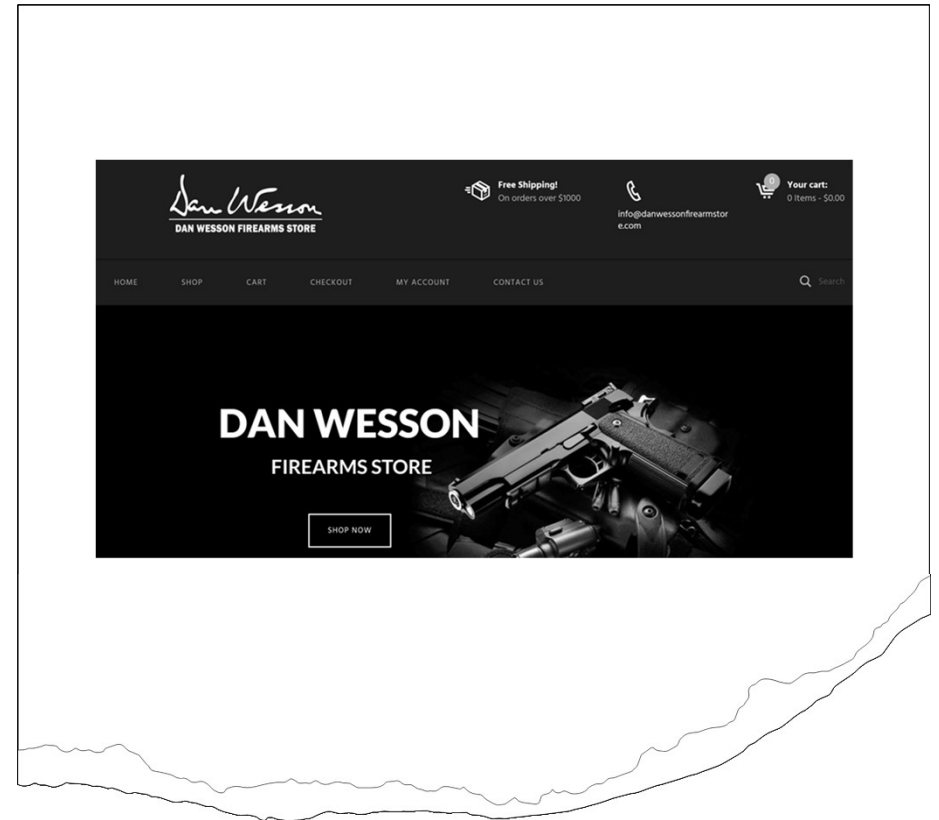 Dan Wesson
DAN WESSON FIREARMS STORE
Free Shipping!
On orders over $1000
info@danwessonfirearmstor
e.com
0
Your cart:
0 Items - $0.00
HOME
SHOP
CART
CHECKOUT
MY ACCOUNT
CONTACT US
Search
DAN WESSON
FIREARMS STORE
SHOP NOW